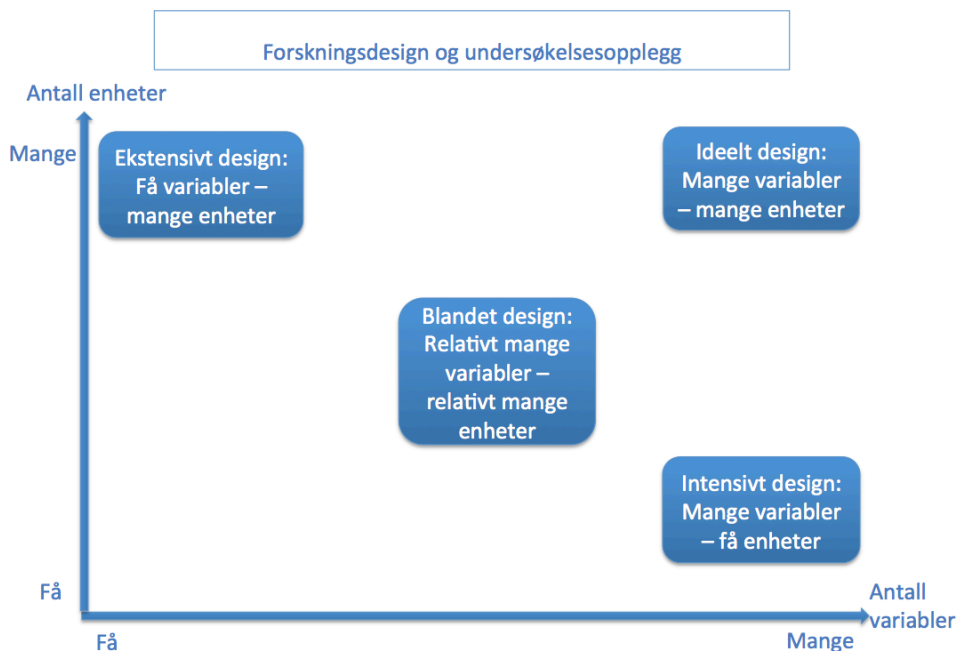 Forskningsdesign og undersøkelsesopplegg
Antall enheter
Mange
Ekstensivt design:
Få variabler –
mange enheter
Ideelt design:
Mange variabler
– mange enheter
Blandet design:
Relativt mange
variabler –
relativt mange
enheter
Intensivt design:
Mange variabler
– få enheter
Få
Antall
variabler
Få
Mange